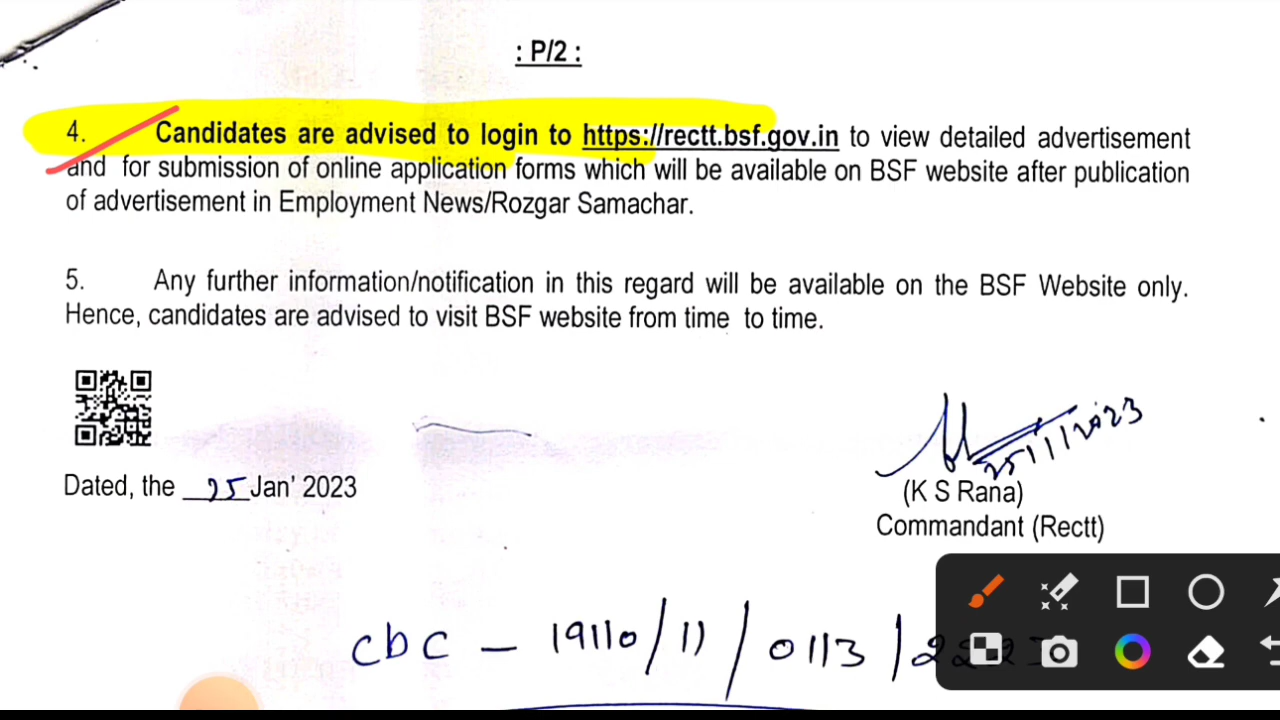 : P/2 :
4. Candidates are advised to login to https://rectt.bsf.gov.in to view detailed advertisement
and for submission of online application forms which will be available on BSF website after publication
of advertisement in Employment News/Rozgar Samachar.
5. Any further information/notification in this regard will be available on the BSF Website only.
Hence, candidates are advised to visit BSF website from time to time.
25/1/2023
Dated, the 25 Jan' 2023
(K S Rana)
Commandant (Rectt)
cbc - 19110/11/0113/